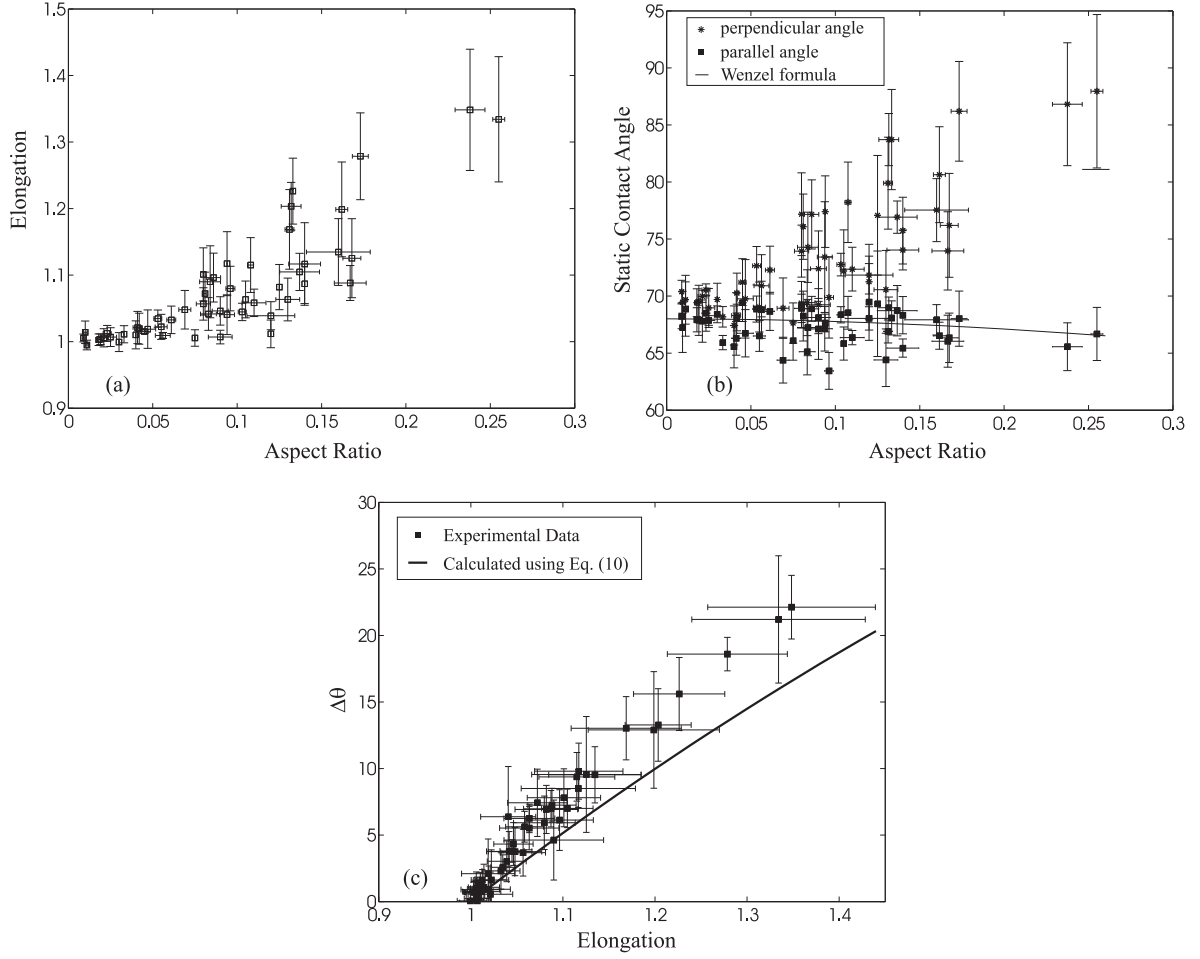 1.5
1.4
1.3
1.2
1.1
1
0.9
Elongation
(a)
0 0.05 0.1 0.15 0.2 0.25 0.3
Aspect Ratio
perpendicular angle
parallel angle
Wenzel formula
95
90
85
80
75
70
65
60
Static Contact Angle
(b)
0 0.05 0.1 0.15 0.2 0.25 0.3
Aspect Ratio
Experimental Data
Calculated using Eq. (10)
30
25
20
15
10
5
0
Δθ
(c)
0.9 1 1.1 1.2 1.3 1.4
Elongation